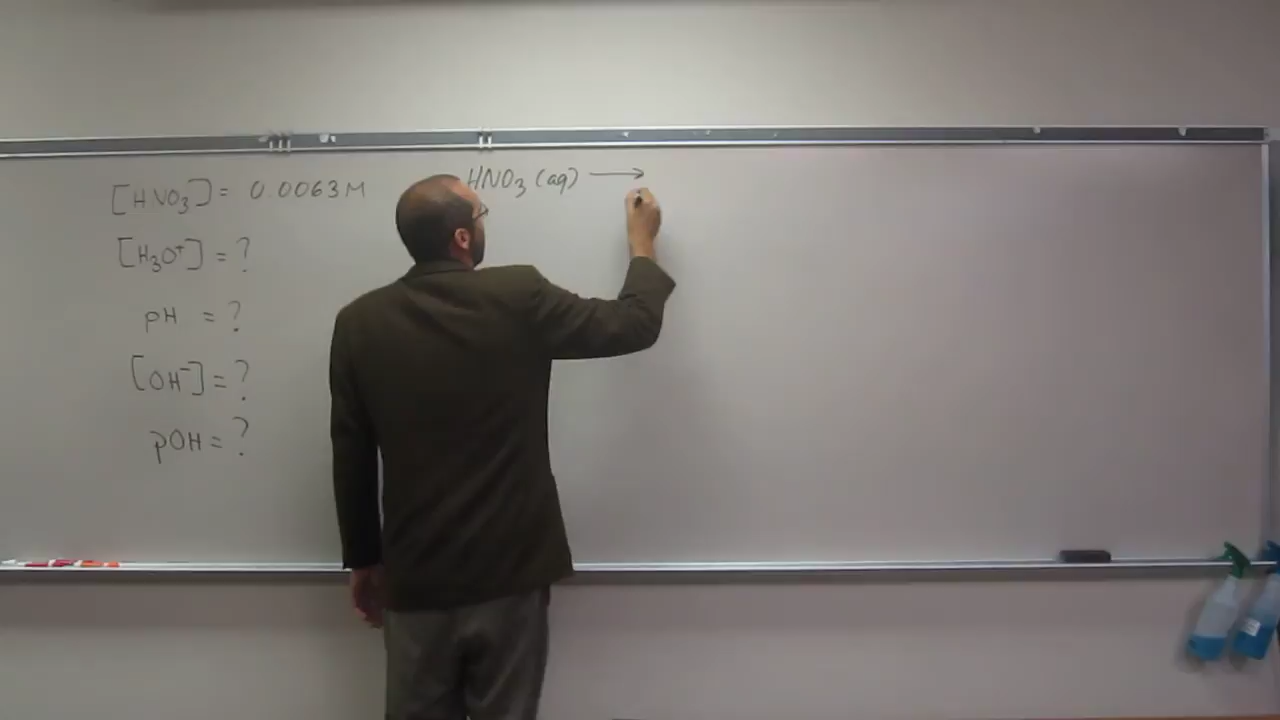 [HNO₃] = 0.0063M
[H₃O⁺] = ?
pH = ?
[OH⁻] = ?
pOH = ?
HNO₃ (aq) ⟶